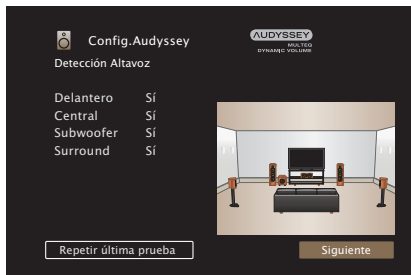 Config.Audyssey
AUDYSSEY
MULTEQ
DYNAMIC VOLUME
Detección Altavoz
Delantero Sí
Central Sí
Subwoofer Sí
Surround Sí
Repetir última prueba
Siguiente